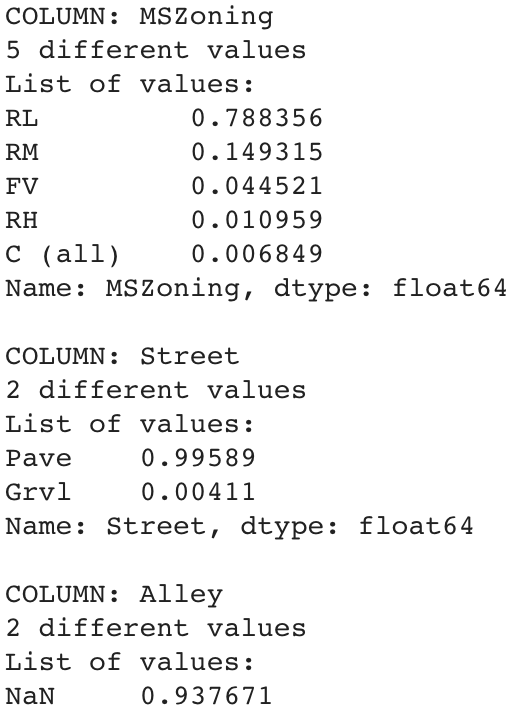 COLUMN: MSZoning
5 different values
List of values:
RL 0.788356
RM 0.149315
FV 0.044521
RH 0.010959
C (all) 0.006849
Name: MSZoning, dtype: float64
COLUMN: Street
2 different values
List of values:
Pave 0.99589
Grvl 0.00411
Name: Street, dtype: float64
COLUMN: Alley
2 different values
List of values:
NaN 0.937671